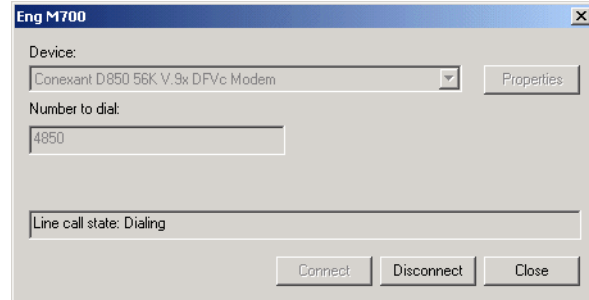 Eng M700
Device:
Conexant D850 56K V.9x DFVc Modem
Properties
Number to dial:
4850
Line call state: Dialing
Connect
Disconnect
Close